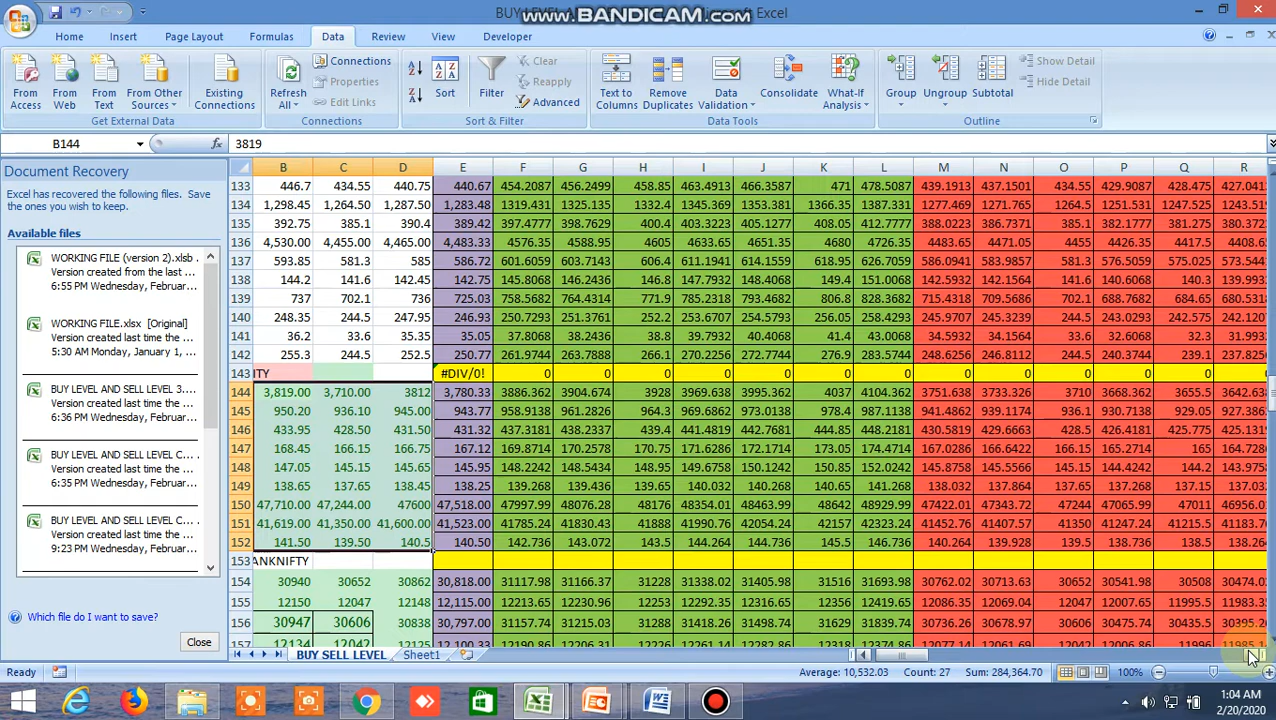 BUY LEVEL A www.BANDICAM.com Microsoft Excel
Home Insert Page Layout Formulas Data Review View Developer
From Access From Web From Text From Other Sources Existing Connections Refresh All Connections Properties Edit Links Sort Filter Clear Reapply Advanced Text to Columns Remove Duplicates Data Validation Consolidate What-If Analysis Group Ungroup Subtotal Show Detail Hide Detail
Get External Data Connections Sort & Filter Data Tools Outline
B144 fx 3819
Document Recovery
Excel has recovered the following files. Save
the ones you wish to keep.
Available files
WORKING FILE (version 2).xlsb ..
Version created from the last ...
6:55 PM Wednesday, Februar...
WORKING FILE.xlsx [Original]
Version created last time the ...
5:30 AM Monday, January 1, ...
BUY LEVEL AND SELL LEVEL 3....
Version created last time the ...
6:36 PM Wednesday, Februar...
BUY LEVEL AND SELL LEVEL C...
Version created last time the ...
6:35 PM Wednesday, Februar...
BUY LEVEL AND SELL LEVEL C...
Version created last time the ...
9:23 PM Wednesday, Februar...
Which file do I want to save?
Close
B C D E F G H I J K L M N O P Q R
133 446.7 434.55 440.75 440.67 454.2087 456.2499 458.85 463.4913 466.3587 471 478.5087 439.1913 437.1501 434.55 429.9087 428.475 427.041
134 1,298.45 1,264.50 1,287.50 1,283.48 1319.431 1325.135 1332.4 1345.369 1353.381 1366.35 1387.331 1277.469 1271.765 1264.5 1251.531 1247.525 1243.51
135 392.75 385.1 390.4 389.42 397.4777 398.7629 400.4 403.3223 405.1277 408.05 412.7777 388.0223 386.7371 385.1 382.1777 381.275 380.372
136 4,530.00 4,455.00 4,465.00 4,483.33 4576.35 4588.95 4605 4633.65 4651.35 4680 4726.35 4483.65 4471.05 4455 4426.35 4417.5 4408.6
137 593.85 581.3 585 586.72 601.6059 603.7143 606.4 611.1941 614.1559 618.95 626.7059 586.0941 583.9857 581.3 576.5059 575.025 573.544
138 144.2 141.6 142.45 142.75 145.8068 146.2436 146.8 147.7932 148.4068 149.4 151.0068 142.6932 142.2564 141.6 140.6068 140.3 139.993
139 737 702.1 736 725.03 758.5682 764.4314 771.9 785.2318 793.4682 806.8 828.3682 715.4318 709.5686 702.1 688.7682 684.65 680.531
140 248.35 244.5 247.95 246.93 250.7293 251.3761 252.2 253.6707 254.5793 256.05 258.4293 245.9707 245.3239 244.5 243.0293 242.575 242.120
141 36.2 33.6 35.35 35.05 37.8068 38.2436 38.8 39.7932 40.4068 41.4 43.0068 34.5932 34.1564 33.6 32.6068 32.3 31.993
142 255.3 244.5 252.5 250.77 261.9744 263.7888 266.1 270.2256 272.7744 276.9 283.5744 248.6256 246.8112 244.5 240.3744 239.1 237.825
143 ITY #DIV/0! 0 0 0 0 0 0 0 0 0 0 0 0
144 3,819.00 3,710.00 3812 3,780.33 3886.362 3904.674 3928 3969.638 3995.362 4037 4104.362 3751.638 3733.326 3710 3668.362 3655.5 3642.63
145 950.20 936.10 945.00 943.77 958.9138 961.2826 964.3 969.6862 973.0138 978.4 987.1138 941.4862 939.1174 936.1 930.7138 929.05 927.386
146 433.95 428.50 431.50 431.32 437.3181 438.2337 439.4 441.4819 442.7681 444.85 448.2181 430.5819 429.6663 428.5 426.4181 425.775 425.131
147 168.45 166.15 166.75 167.12 169.8714 170.2572 170.75 171.6286 172.1714 173.05 174.4714 167.0286 166.6428 166.15 165.2714 165 164.728
148 147.05 145.15 145.65 145.95 148.2242 148.5434 148.95 149.6758 150.1242 150.85 152.0242 145.8758 145.5566 145.15 144.4242 144.2 143.975
149 138.65 137.65 138.40 138.25 139.268 139.436 139.65 140.032 140.268 140.65 141.268 138.032 137.864 137.65 137.268 137.15 137.03
150 47,710.00 47,244.00 47600 47,518.00 47997.99 48076.28 48176 48354.01 48463.99 48642 48929.99 47422.01 47343.72 47244 47065.99 47011 46956.0
151 41,619.00 41,350.00 41,600.00 41,523.00 41785.24 41830.43 41888 41990.76 42054.24 42157 42323.24 41452.76 41407.57 41350 41247.24 41215.5 41183.7
152 141.50 139.50 140.5 140.50 142.736 143.072 143.5 144.264 144.736 145.5 146.736 140.264 139.928 139.5 138.736 138.5 138.26
153 ANKNIFTY
154 30940 30652 30862 30,818.00 31117.98 31166.37 31228 31338.02 31405.98 31516 31693.98 30762.02 30713.63 30652 30541.98 30508 30474.0
155 12150 12047 12148 12,115.00 12213.65 12230.96 12253 12292.35 12316.65 12356 12419.65 12086.35 12069.04 12047 12007.65 11995.5 11983.3
156 30947 30606 30838 30,797.00 31157.74 31215.03 31288 31418.26 31498.74 31629 31839.74 30736.26 30678.97 30606 30475.74 30435.5 30395.2
157 12134 12042 12125 12,100.33 12190.86 12206.31 12226 12261.14 12282.86 12318 12374.86 12077.14 12061.69 12042 12006.86 11996 11985.1
BUY SELL LEVEL Sheet1
Ready Average: 10,532.03 Count: 27 Sum: 284,364.70 100%
1:04 AM
2/20/2020